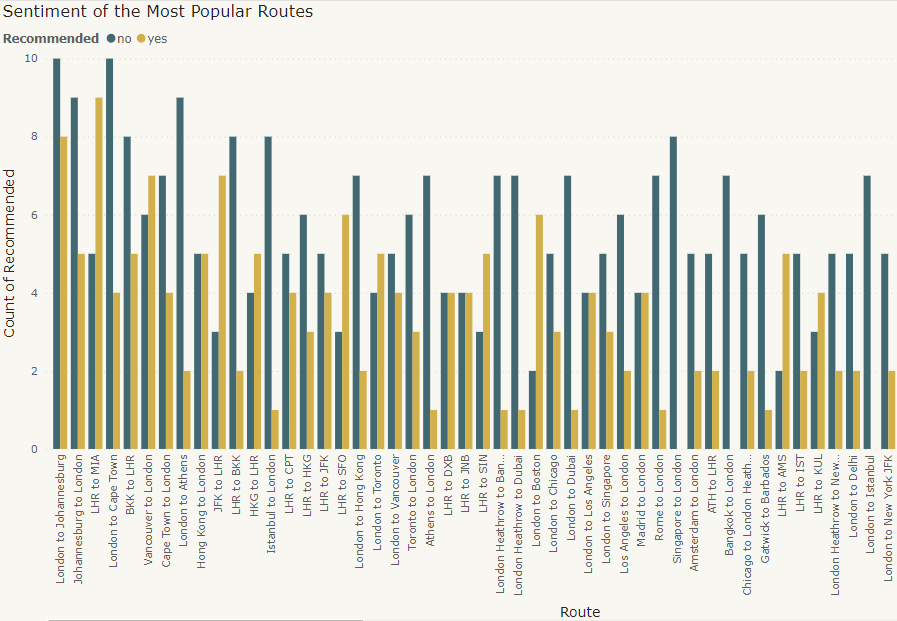 Sentiment of the Most Popular Routes
Recommended no yes
10
8
6
4
2
0
Count of Recommended
London to Johannesburg
Johannesburg to London
LHR to MIA
London to Cape Town
BKK to LHR
Vancouver to London
Cape Town to London
London to Athens
Hong Kong to London
JFK to LHR
LHR to BKK
HKG to LHR
Istanbul to London
LHR to CPT
LHR to HKG
LHR to JFK
LHR to SFO
London to Hong Kong
London to Toronto
London to Vancouver
Toronto to London
Athens to London
LHR to DXB
LHR to JNB
LHR to SIN
London Heathrow to Ban...
London Heathrow to Dubai
London to Boston
London to Chicago
London to Dubai
London to Los Angeles
London to Singapore
Los Angeles to London
Madrid to London
Rome to London
Singapore to London
Amsterdam to London
ATH to LHR
Bangkok to London
Chicago to London Heath...
Gatwick to Barbados
LHR to AMS
LHR to IST
LHR to KUL
London Heathrow to New...
London to Delhi
London to Istanbul
London to New York JFK
Route